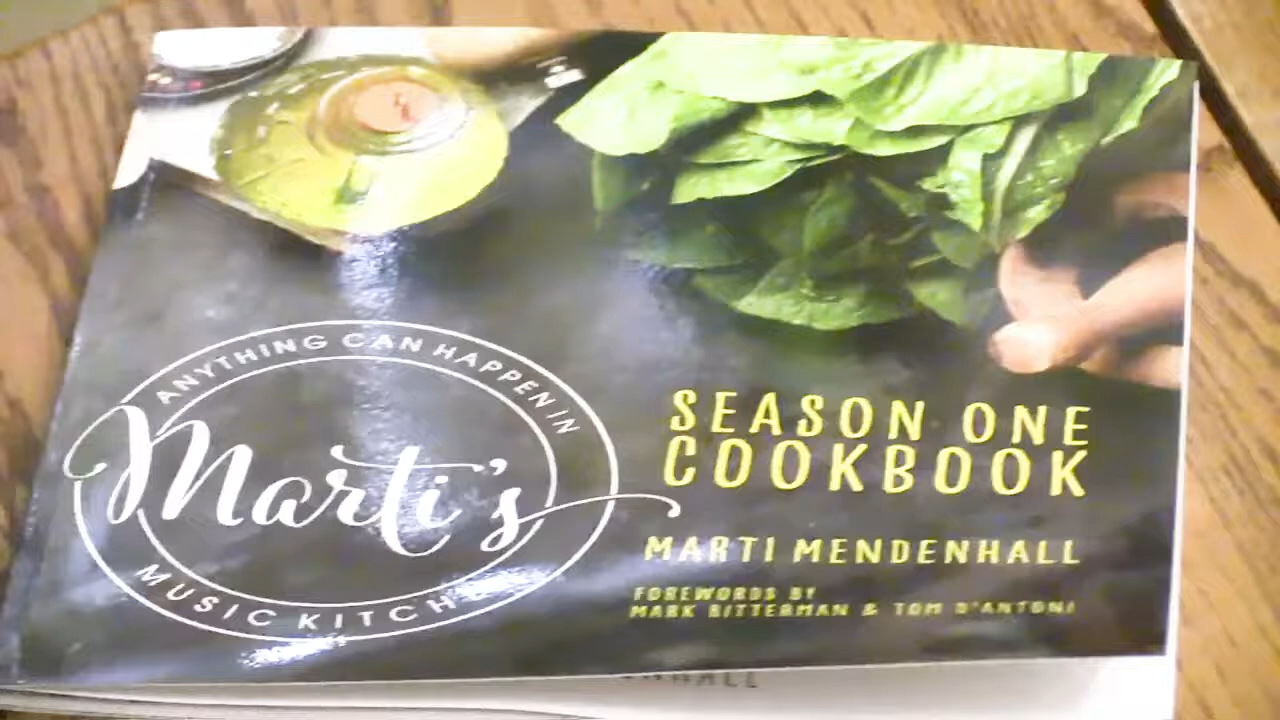 ANYTHING CAN HAPPEN IN
Marti's
MUSIC KITCHEN
SEASON ONE
COOKBOOK
MARTI MENDENHALL
FOREWORDS BY
MARK BITTERMAN & TOM D'ANTONI